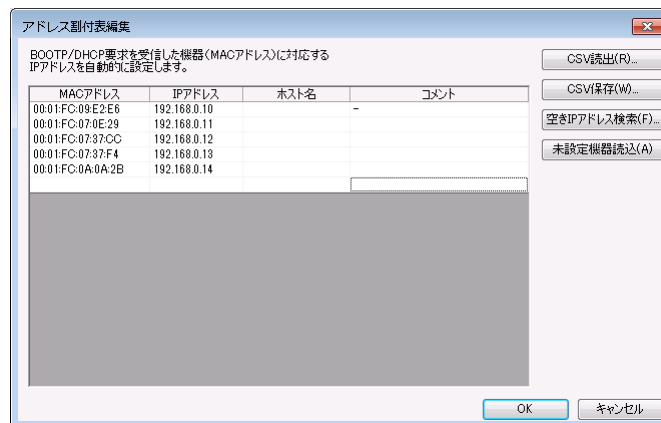 アドレス割付表編集
BOOTP/DHCP要求を受信した機器(MACアドレス)に対応する
IPアドレスを自動的に設定します。
MACアドレス IPアドレス ホスト名 コメント
00:01:FC:09:E2:E6 192.168.0.10 -
00:01:FC:07:0E:29 192.168.0.11
00:01:FC:07:37:CC 192.168.0.12
00:01:FC:07:37:F4 192.168.0.13
00:01:FC:0A:0A:2B 192.168.0.14
CSV読出(R)...
CSV保存(W)...
空きIPアドレス検索(F)...
未設定機器読込(A)
OK キャンセル